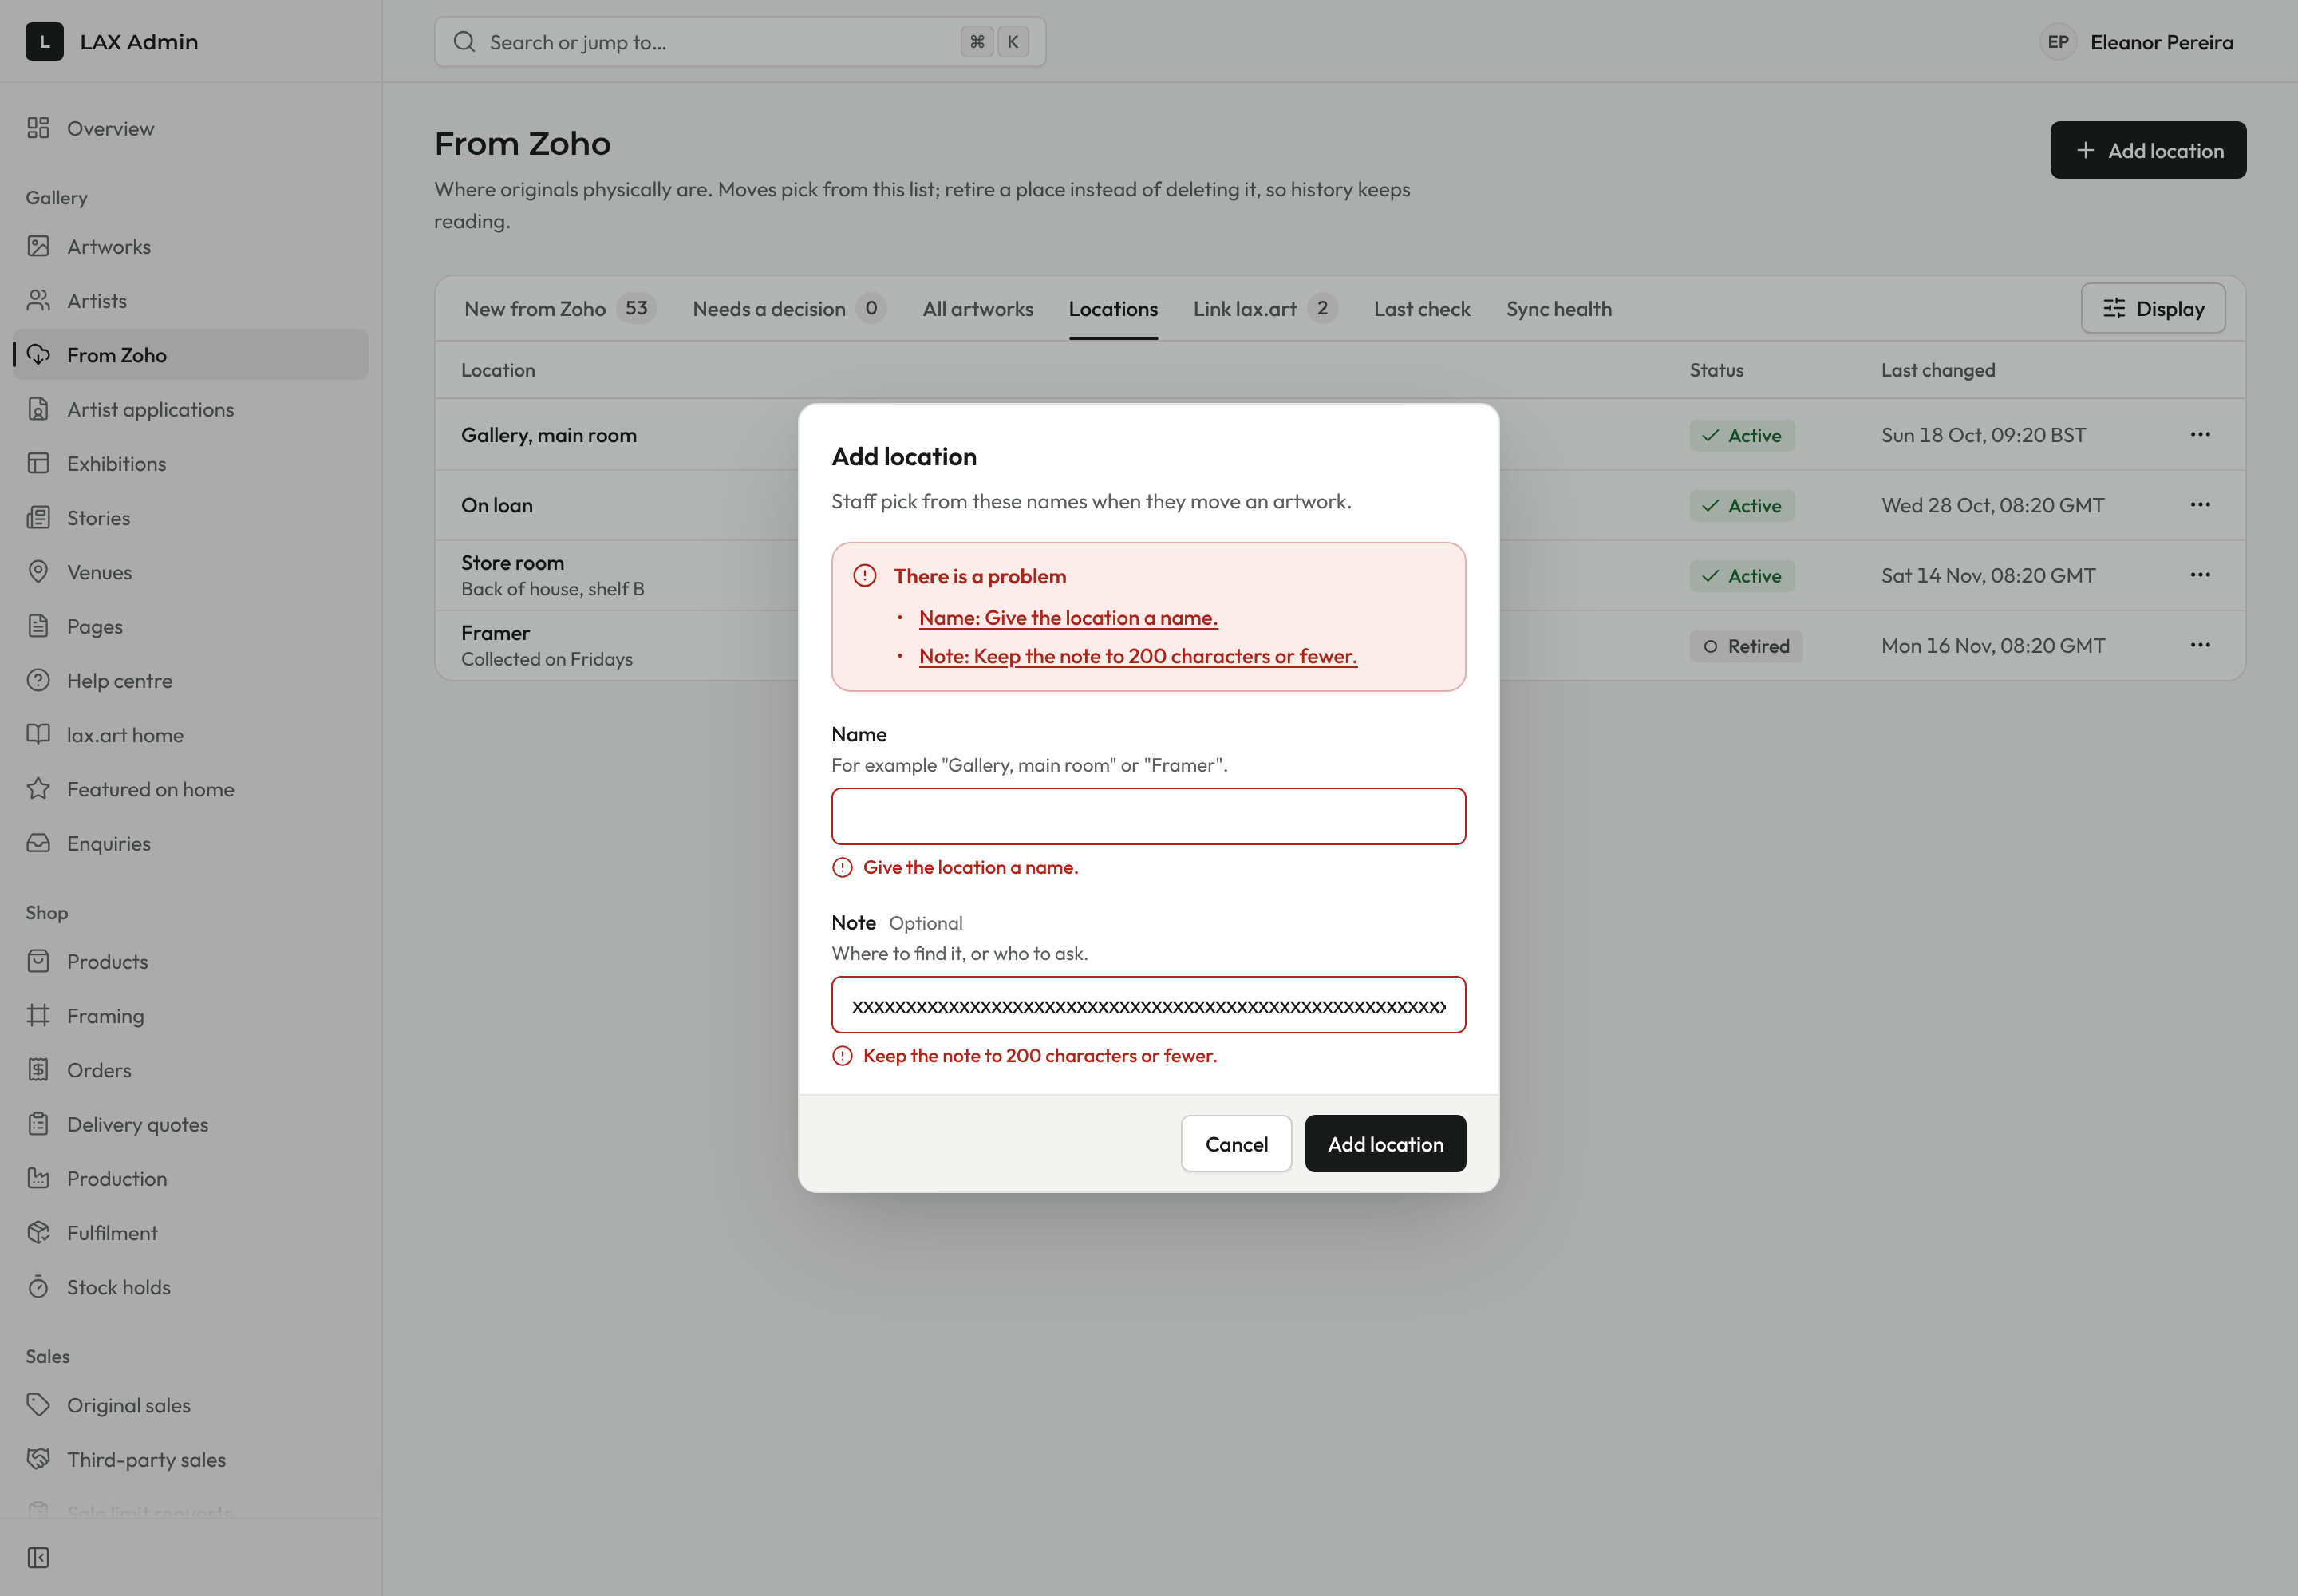 L LAX Admin
Search or jump to… ⌘ K
EP Eleanor Pereira
Overview
Gallery
Artworks
Artists
From Zoho
Artist applications
Exhibitions
Stories
Venues
Pages
Help centre
lax.art home
Featured on home
Enquiries
Shop
Products
Framing
Orders
Delivery quotes
Production
Fulfilment
Stock holds
Sales
Original sales
Third-party sales
Sale limit requests
From Zoho
Where originals physically are. Moves pick from this list; retire a place instead of deleting it, so history keeps
reading.
Add location
New from Zoho 53 Needs a decision 0 All artworks Locations Link lax.art 2 Last check Sync health Display
Location Status Last changed
Gallery, main room Active Sun 18 Oct, 09:20 BST
On loan Active Wed 28 Oct, 08:20 GMT
Store room
Back of house, shelf B
Active Sat 14 Nov, 08:20 GMT
Framer
Collected on Fridays
Retired Mon 16 Nov, 08:20 GMT
Add location
Staff pick from these names when they move an artwork.
There is a problem
• Name: Give the location a name.
• Note: Keep the note to 200 characters or fewer.
Name
For example "Gallery, main room" or "Framer".
Give the location a name.
Note Optional
Where to find it, or who to ask.
xxxxxxxxxxxxxxxxxxxxxxxxxxxxxxxxxxxxxxxxxxxxxxxxxxxxxxxx
Keep the note to 200 characters or fewer.
Cancel Add location